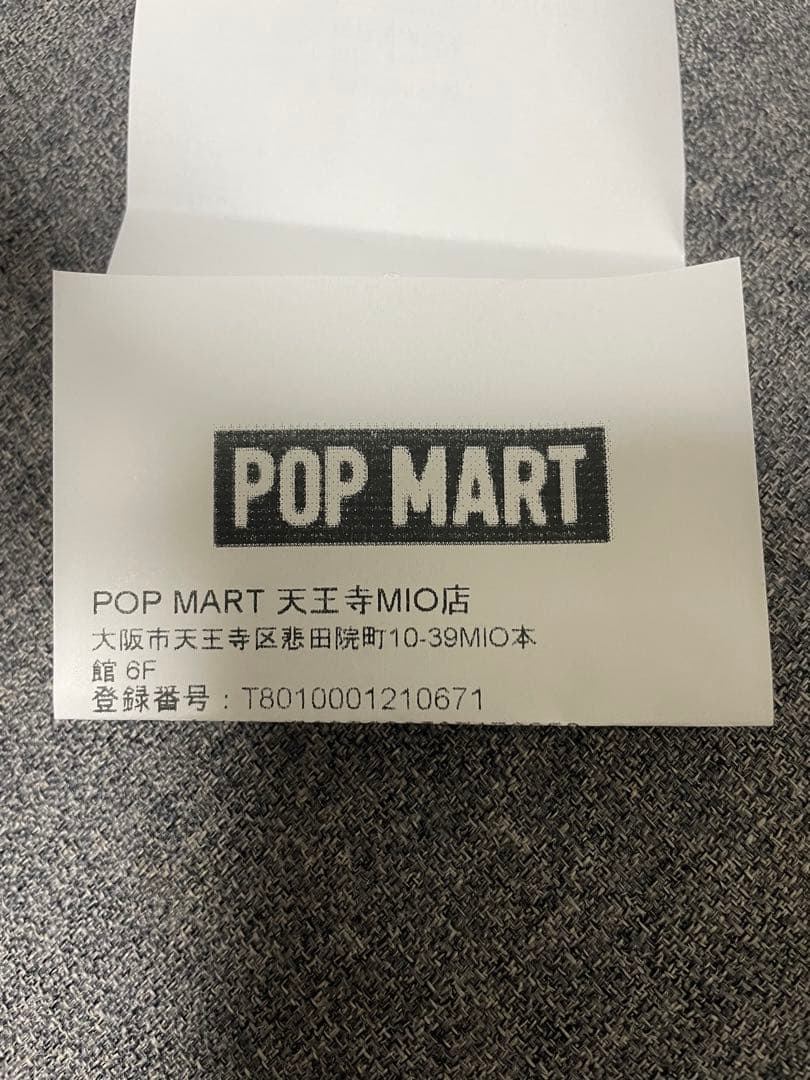 POP MART
POP MART 天王寺MIO店
大阪市天王寺区悲田院町10-39MIO本
館 6F
登録番号：T8010001210671